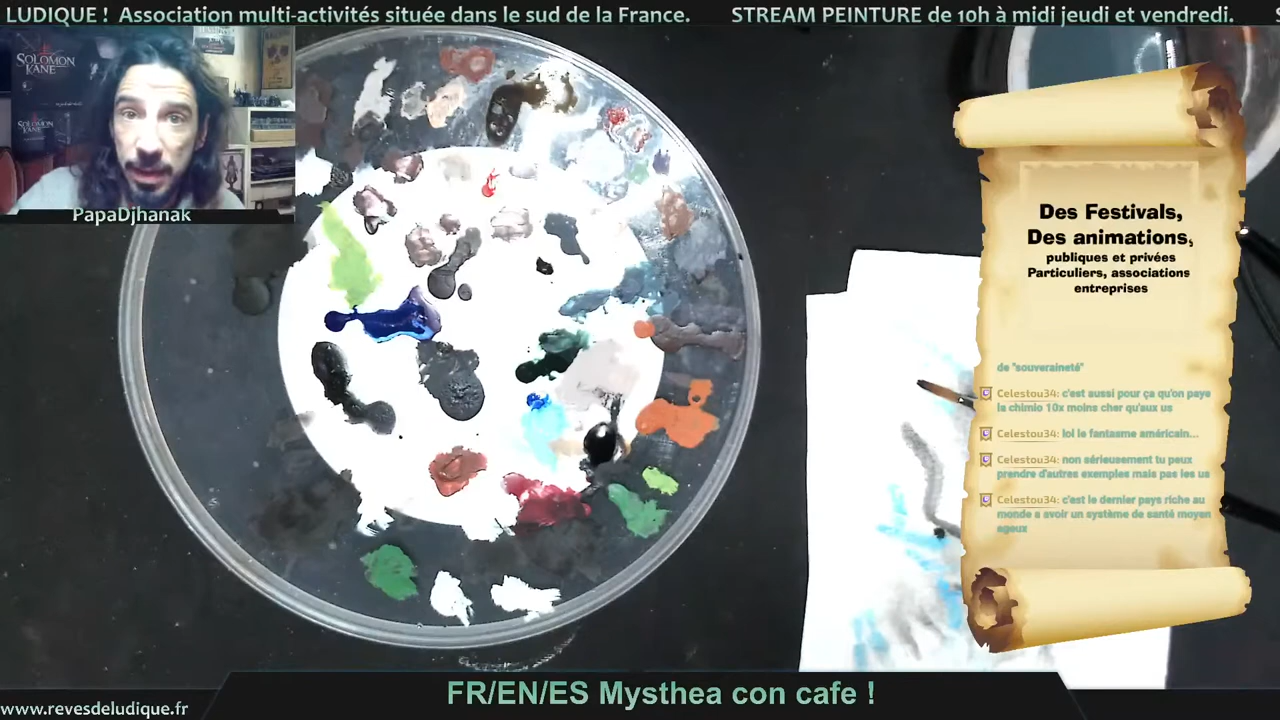 LUDIQUE ! Association multi-activités située dans le sud de la France. STREAM PEINTURE de 10h à midi jeudi et vendredi.
SOLOMON
KANE
SOLOMON
KANE
PapaDjhanak
Des Festivals,
Des animations,
publiques et privées
Particuliers, associations
entreprises
de "souveraineté"
Celestou34: c'est aussi pour ça qu'on paye
la chimio 10x moins cher qu'aux us
Celestou34: lol le fantasme américain...
Celestou34: non sérieusement tu peux
prendre d'autres exemples mais pas les us
Celestou34: c'est le dernier pays riche au
monde a avoir un système de santé moyen
ageux
FR/EN/ES Mysthea con cafe !
www.revesdeludique.fr